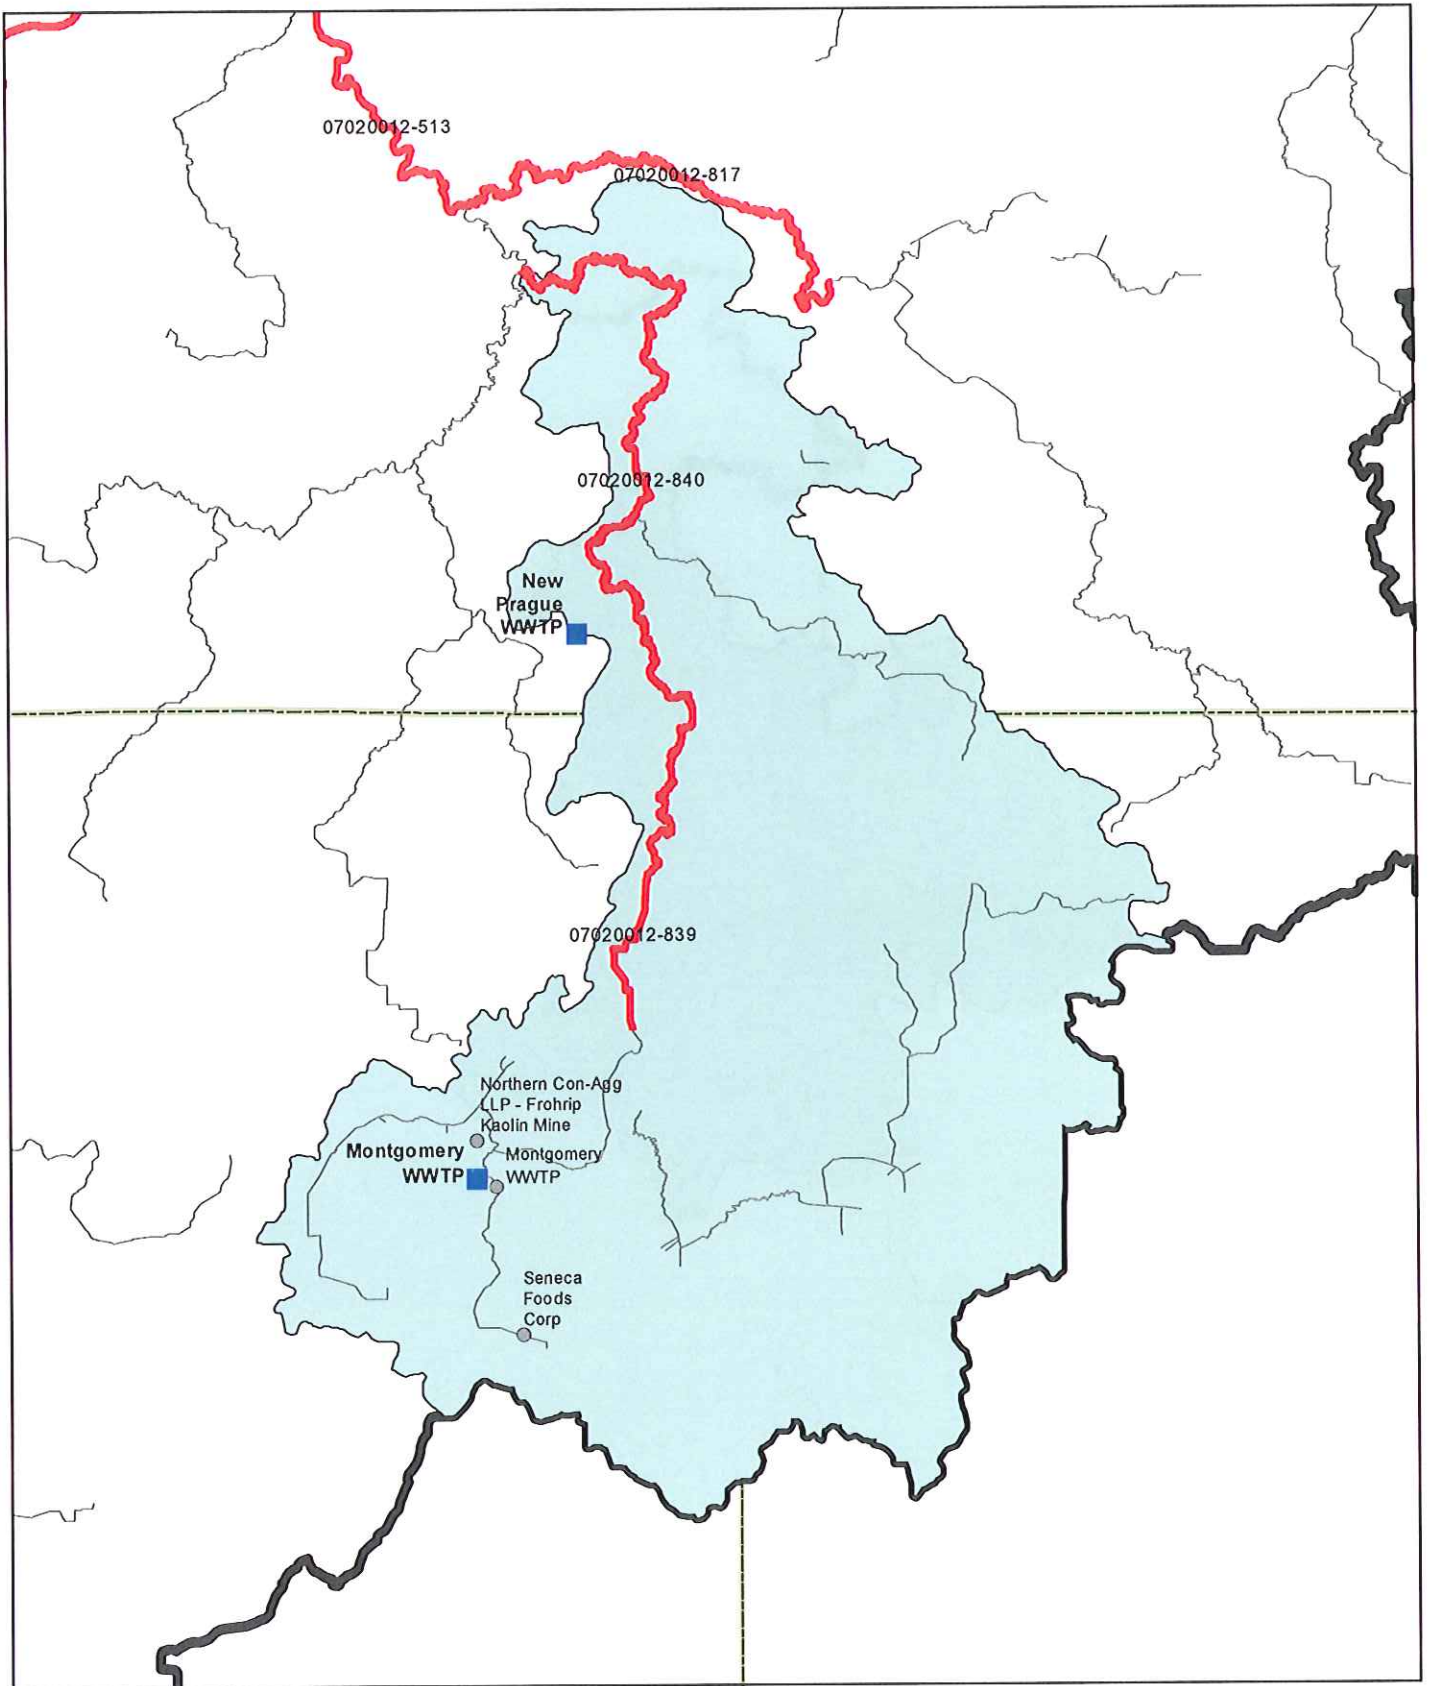 07020012-513
07020012-817
07020012-840
New
Prague
WWTP
07020012-839
Northern Con-Agg
LLP - Frohrip
Kaolin Mine
Montgomery
WWTP
Montgomery
WWTP
Seneca
Foods
Corp